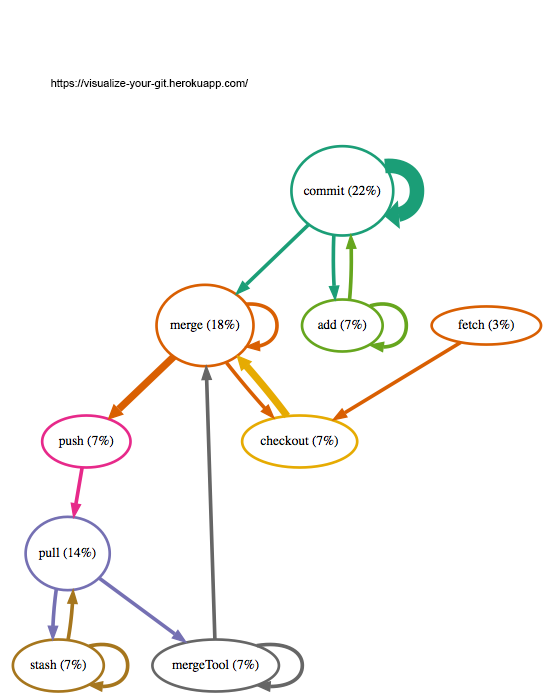 https://visualize-your-git.herokuapp.com/
commit (22%)
merge (18%)
add (7%)
fetch (3%)
push (7%)
checkout (7%)
pull (14%)
stash (7%)
mergeTool (7%)